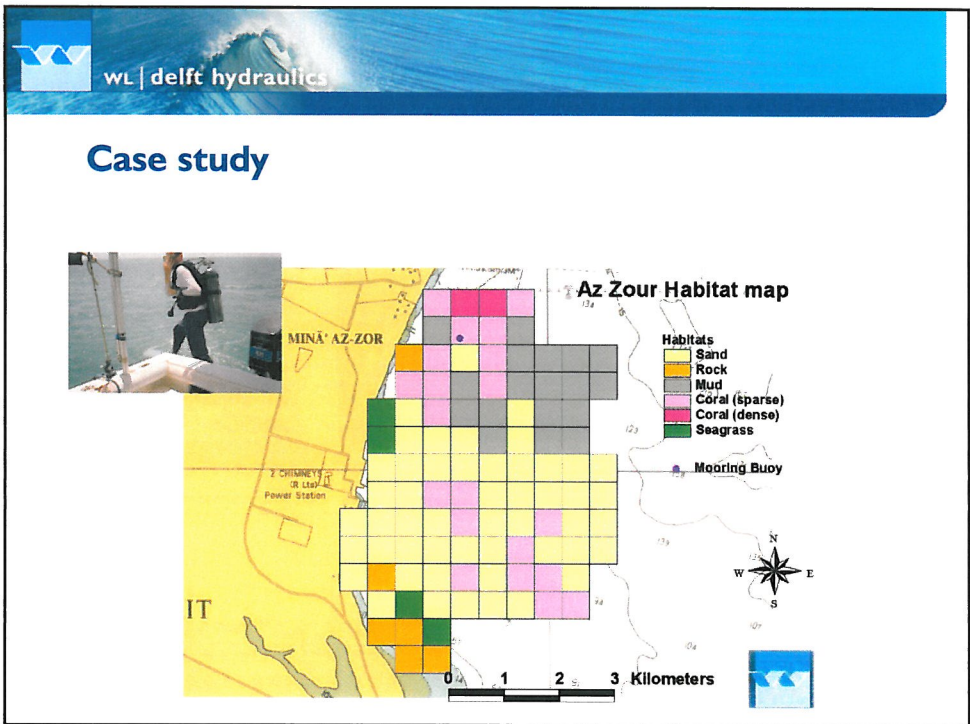 WL | delft hydraulics
Case study
Az Zour Habitat map
MINĀ' AZ-ZOR
Habitats
Sand
Rock
Mud
Coral (sparse)
Coral (dense)
Seagrass
Mooring Buoy
2 CHIMNEYS
(R Lts)
Power Station
IT
N
W
E
S
0 1 2 3 Kilometers